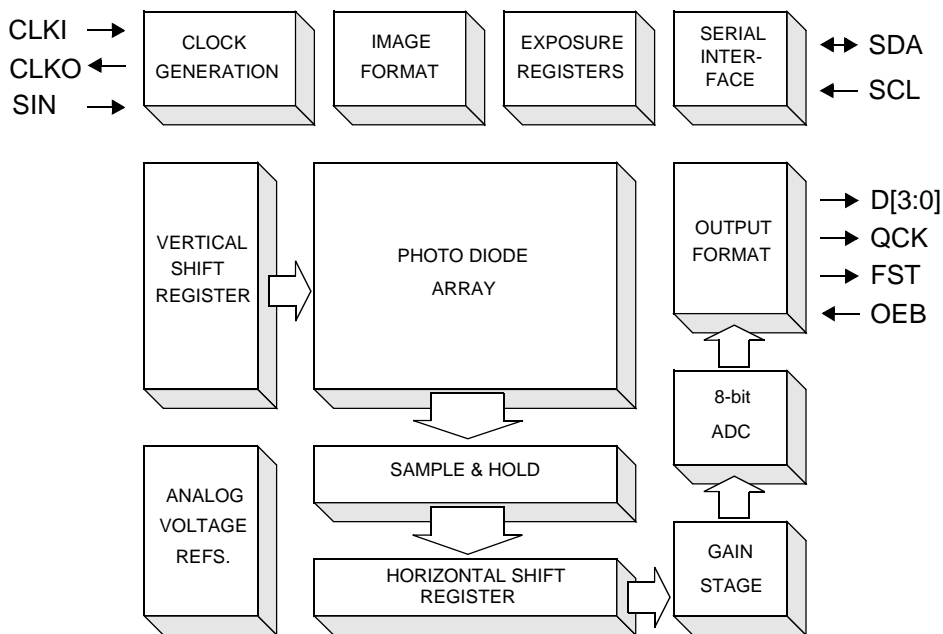 CLKI
CLKO
SIN
CLOCK
GENERATION
IMAGE
FORMAT
EXPOSURE
REGISTERS
SERIAL
INTER-
FACE
SDA
SCL
VERTICAL
SHIFT
REGISTER
PHOTO DIODE
ARRAY
OUTPUT
FORMAT
D[3:0]
QCK
FST
OEB
8-bit
ADC
ANALOG
VOLTAGE
REFS.
SAMPLE & HOLD
HORIZONTAL SHIFT
REGISTER
GAIN
STAGE